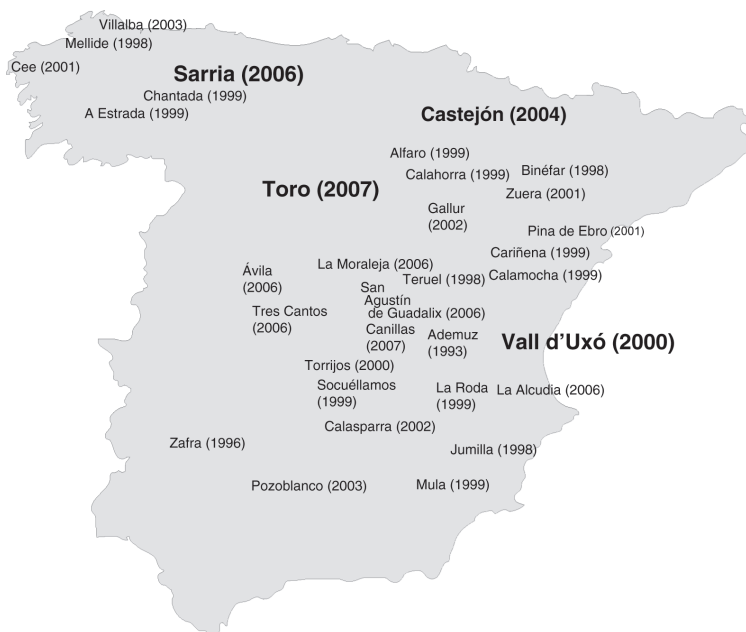 Villalba (2003)
Mellide (1998)
Cee (2001)
Sarria (2006)
Chantada (1999)
A Estrada (1999)
Castejón (2004)
Alfaro (1999)
Calahorra (1999)
Binéfar (1998)
Toro (2007)
Zuera (2001)
Gallur
(2002)
Pina de Ebro (2001)
Cariñena (1999)
La Moraleja (2006)
Ávila
(2006)
Teruel (1998)
Calamocha (1999)
San
Agustín
de Guadalix (2006)
Tres Cantos
(2006)
Canillas
(2007)
Ademuz
(1993)
Vall d’Uxó (2000)
Torrijos (2000)
Socuéllamos
(1999)
La Roda
(1999)
La Alcudia (2006)
Calasparra (2002)
Zafra (1996)
Jumilla (1998)
Pozoblanco (2003)
Mula (1999)